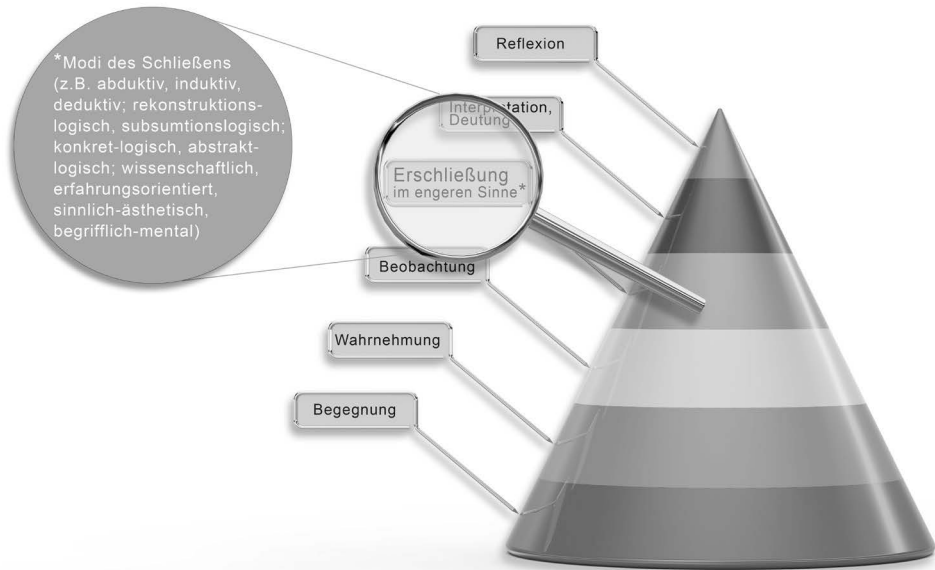 *Modi des Schließens
(z.B. abduktiv, induktiv,
deduktiv; rekonstruktions-
logisch, subsumtionslogisch;
konkret-logisch, abstrakt-
logisch; wissenschaftlich,
erfahrungsorientiert,
sinnlich-ästhetisch,
begrifflich-mental)
Reflexion
Interpretation,
Deutung
Erschließung
im engeren Sinne*
Beobachtung
Wahrnehmung
Begegnung